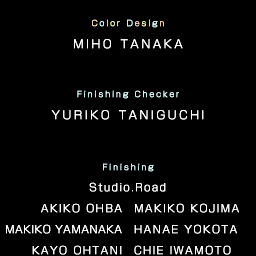 Color Design
MIHO TANAKA
Finishing Checker
YURIKO TANIGUCHI
Finishing
Studio.Road
AKIKO OHBA MAKIKO KOJIMA
MAKIKO YAMANAKA HANAE YOKOTA
KAYO OHTANI CHIE IWAMOTO